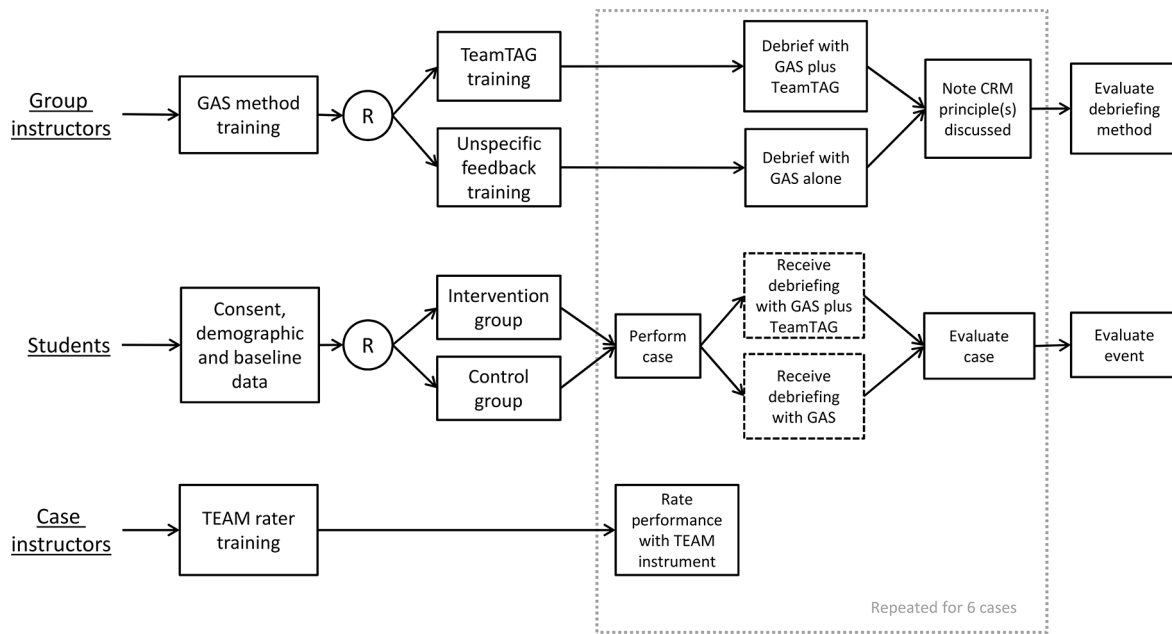 Group
instructors
GAS method
training
R
TeamTAG
training
Unspecific
feedback
training
Debrief with
GAS plus
TeamTAG
Debrief with
GAS alone
Note CRM
principle(s)
discussed
Evaluate
debriefing
method
Students
Consent,
demographic
and baseline
data
R
Intervention
group
Control
group
Perform
case
Receive
debriefing
with GAS plus
TeamTAG
Receive
debriefing
with GAS
Evaluate
case
Evaluate
event
Case
instructors
TEAM rater
training
Rate
performance
with TEAM
instrument
Repeated for 6 cases